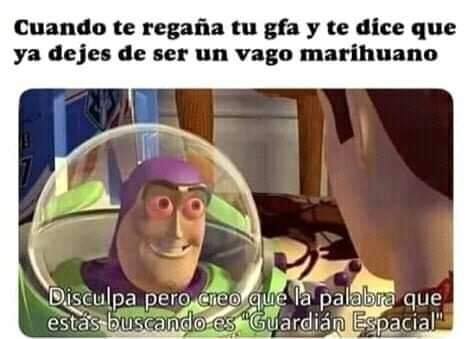 Cuando te regaña tu gfa y te dice que
ya dejes de ser un vago marihuano
Disculpa pero creo que la palabra que
estás buscando es "Guardián Espacial"